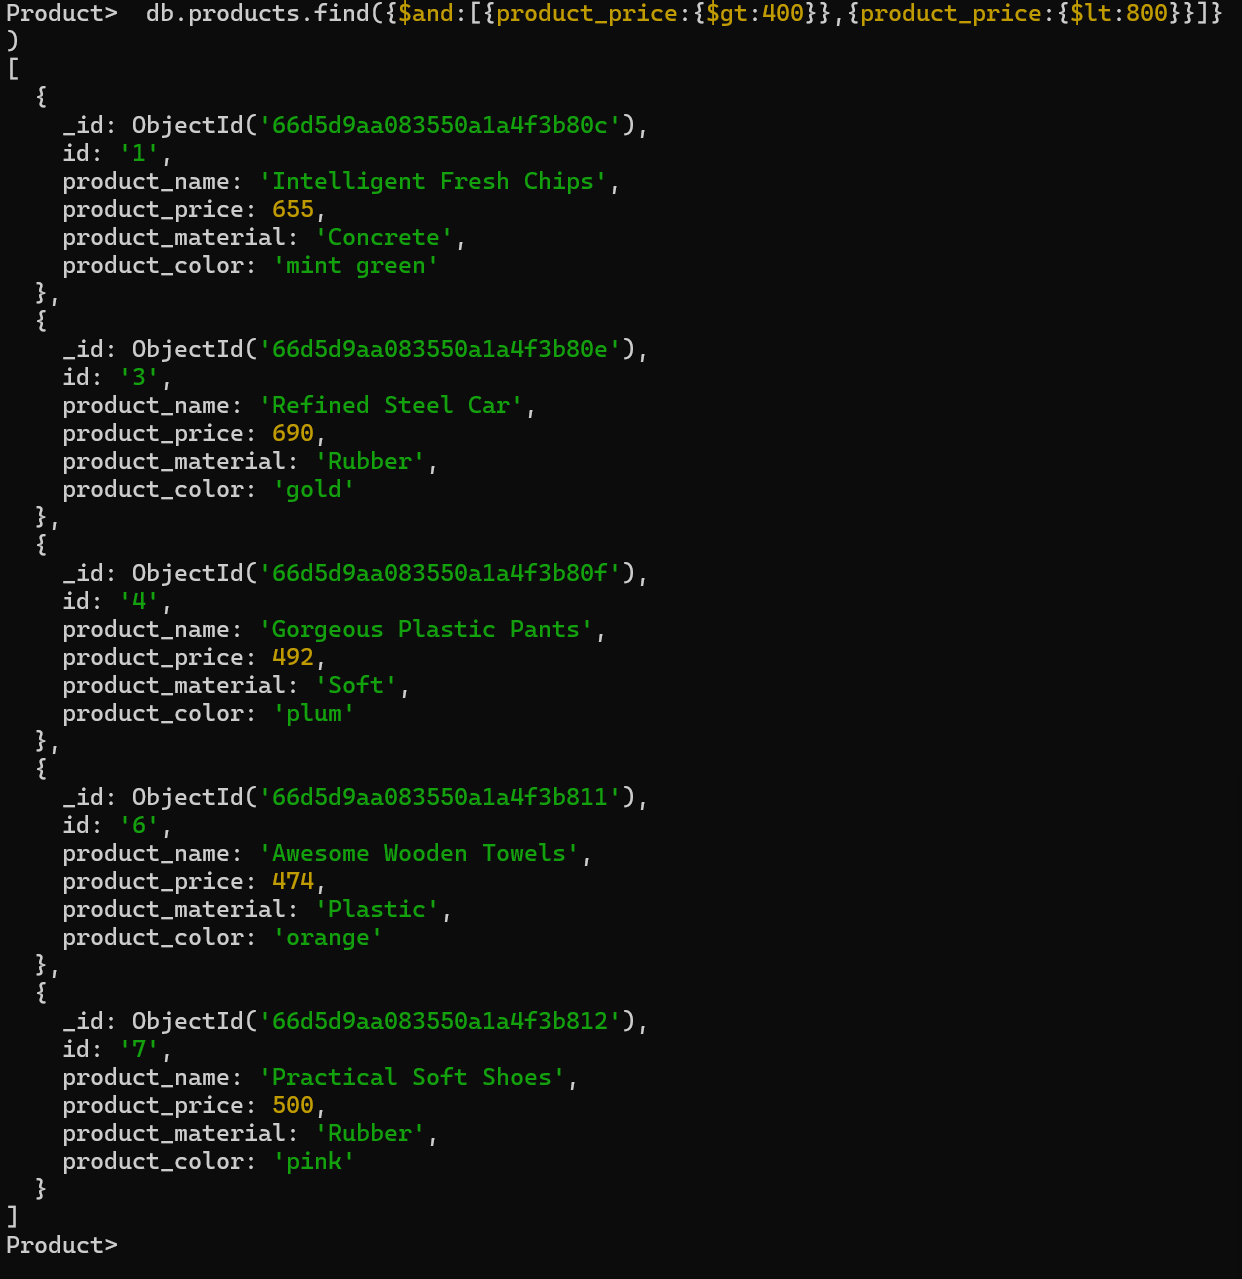 Product>  db.products.find({$and:[{product_price:{$gt:400}},{product_price:{$lt:800}}]}
)
[
  {
    _id: ObjectId('66d5d9aa083550a1a4f3b80c'),
    id: '1',
    product_name: 'Intelligent Fresh Chips',
    product_price: 655,
    product_material: 'Concrete',
    product_color: 'mint green'
  },
  {
    _id: ObjectId('66d5d9aa083550a1a4f3b80e'),
    id: '3',
    product_name: 'Refined Steel Car',
    product_price: 690,
    product_material: 'Rubber',
    product_color: 'gold'
  },
  {
    _id: ObjectId('66d5d9aa083550a1a4f3b80f'),
    id: '4',
    product_name: 'Gorgeous Plastic Pants',
    product_price: 492,
    product_material: 'Soft',
    product_color: 'plum'
  },
  {
    _id: ObjectId('66d5d9aa083550a1a4f3b811'),
    id: '6',
    product_name: 'Awesome Wooden Towels',
    product_price: 474,
    product_material: 'Plastic',
    product_color: 'orange'
  },
  {
    _id: ObjectId('66d5d9aa083550a1a4f3b812'),
    id: '7',
    product_name: 'Practical Soft Shoes',
    product_price: 500,
    product_material: 'Rubber',
    product_color: 'pink'
  }
]
Product>